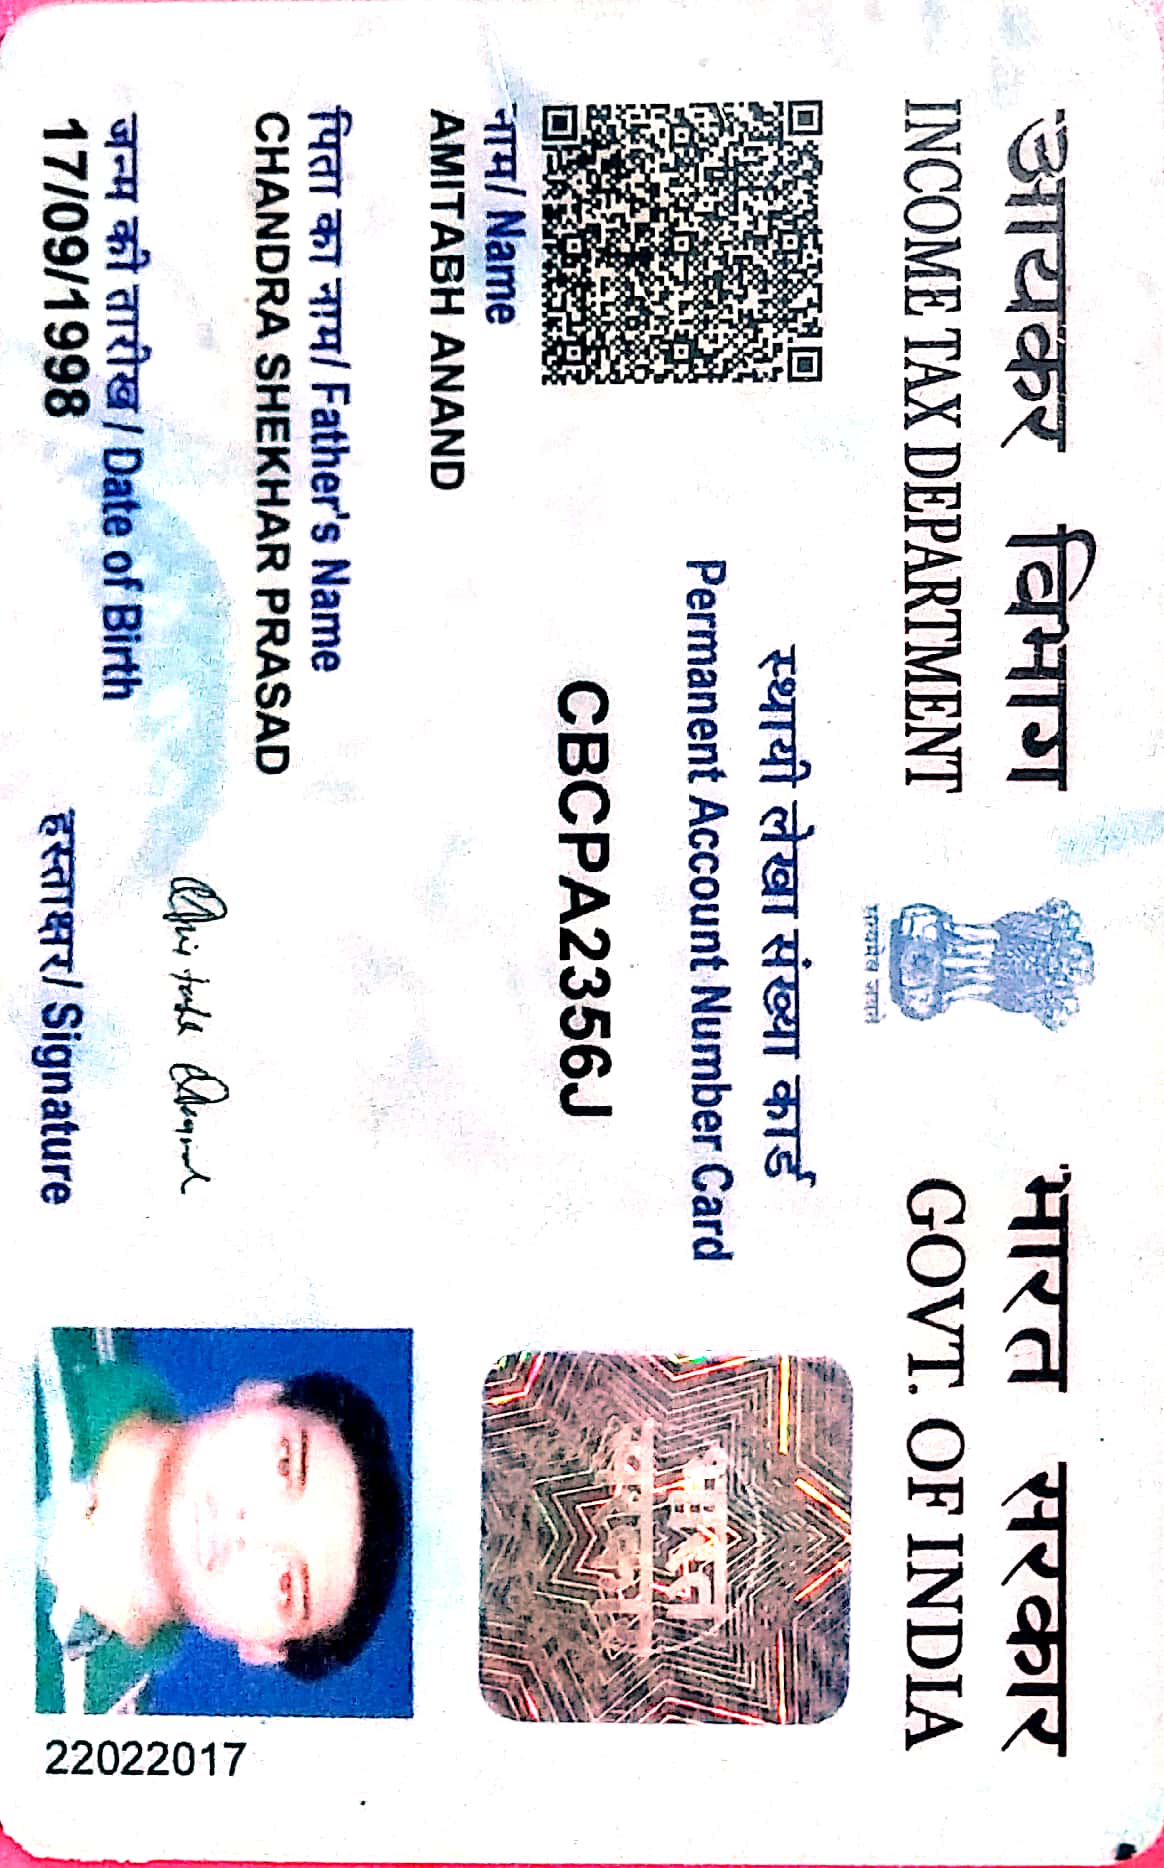 आयकर विभाग
INCOME TAX DEPARTMENT
सत्यमेव जयते
भारत सरकार
GOVT. OF INDIA
स्थायी लेखा संख्या कार्ड
Permanent Account Number Card
CBCPA2356J
नाम/ Name
AMITABH ANAND
पिता का नाम/ Father's Name
CHANDRA SHEKHAR PRASAD
जन्म की तारीख / Date of Birth
17/09/1998
Amitabh Anand
हस्ताक्षर/ Signature
22022017